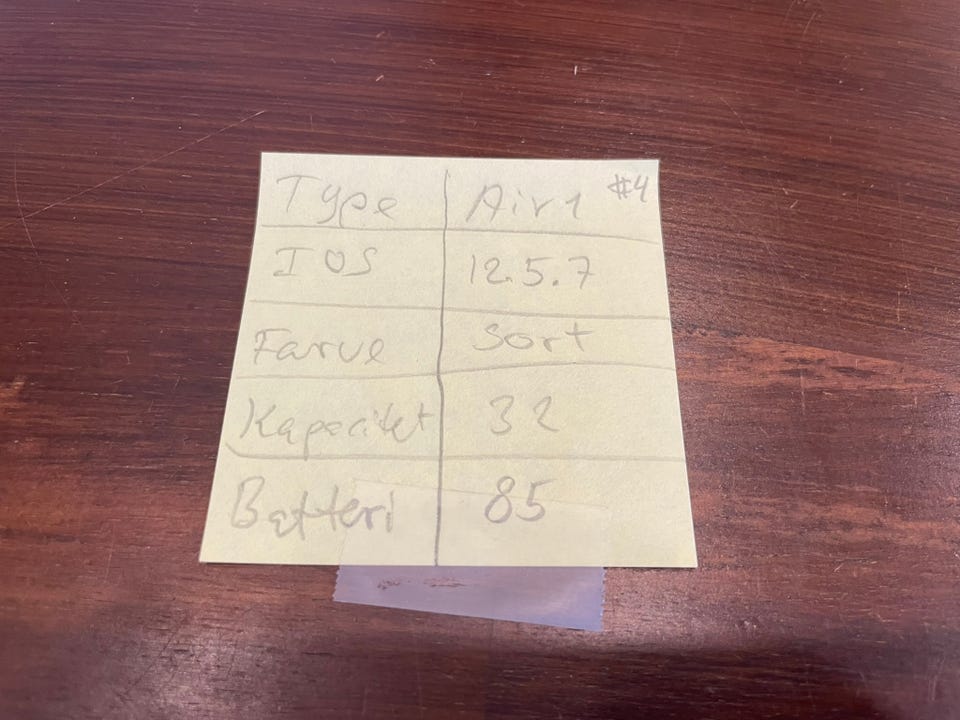 Type Air 1 #4
IOS 12.5.7
Farve Sort
Kapacitet 32
Batteri 85